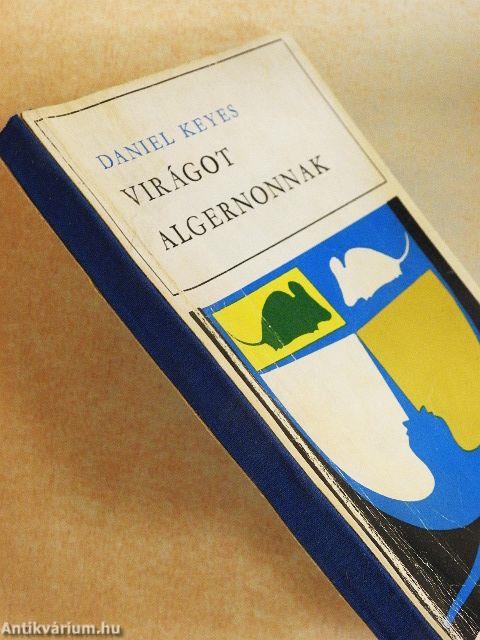 DANIEL KEYES
VIRÁGOT
ALGERNONNAK
Antikvárium.hu